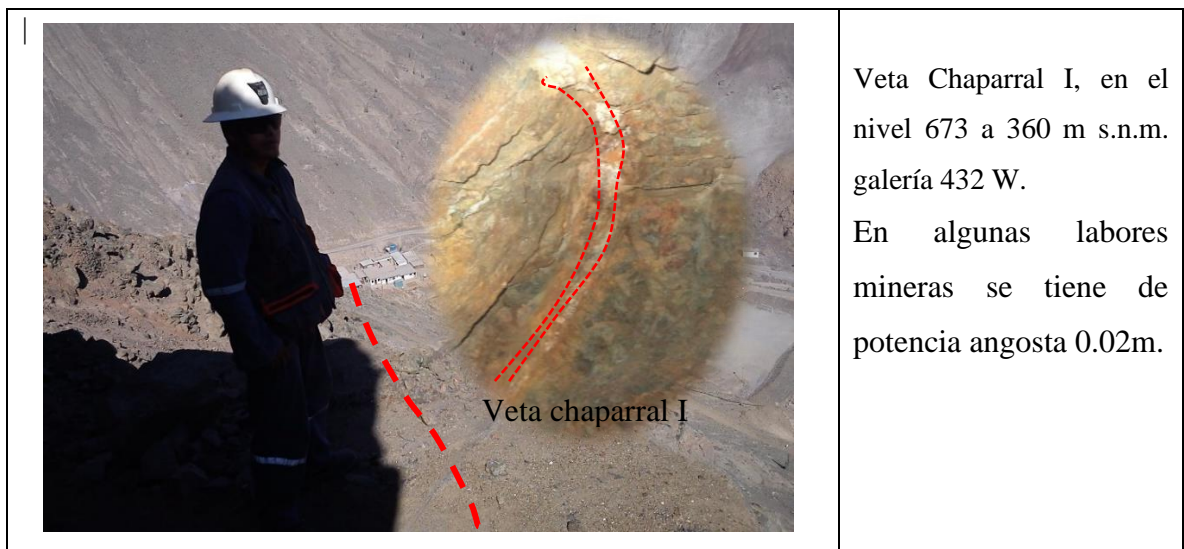 Veta chaparral I
Veta Chaparral I, en el
nivel 673 a 360 m s.n.m.
galería 432 W.
En algunas labores
mineras se tiene de
potencia angosta 0.02m.